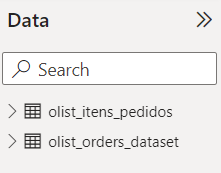 Data
Search
olist_itens_pedidos
olist_orders_dataset